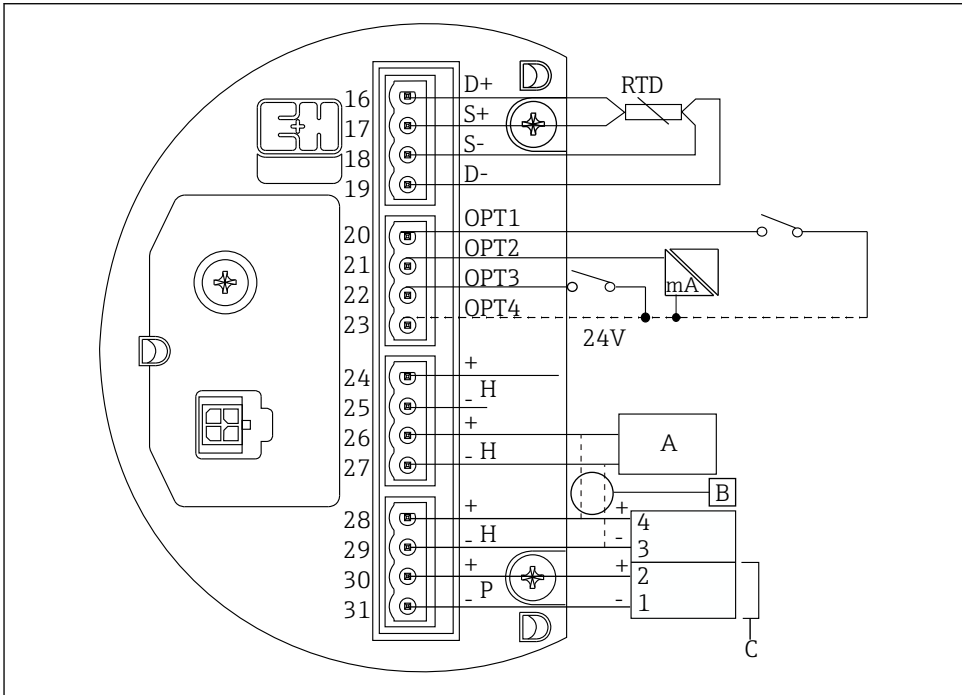 16 D+ RTD
17 S+
18 S-
19 D-
20 OPT1
21 OPT2
22 OPT3 mA
23 OPT4
24V
24 +
H
25 -
26 + A
27 - H
B
28 + + 4
29 - H - 3
30 + + 2
P
31 - - 1
C
E+H